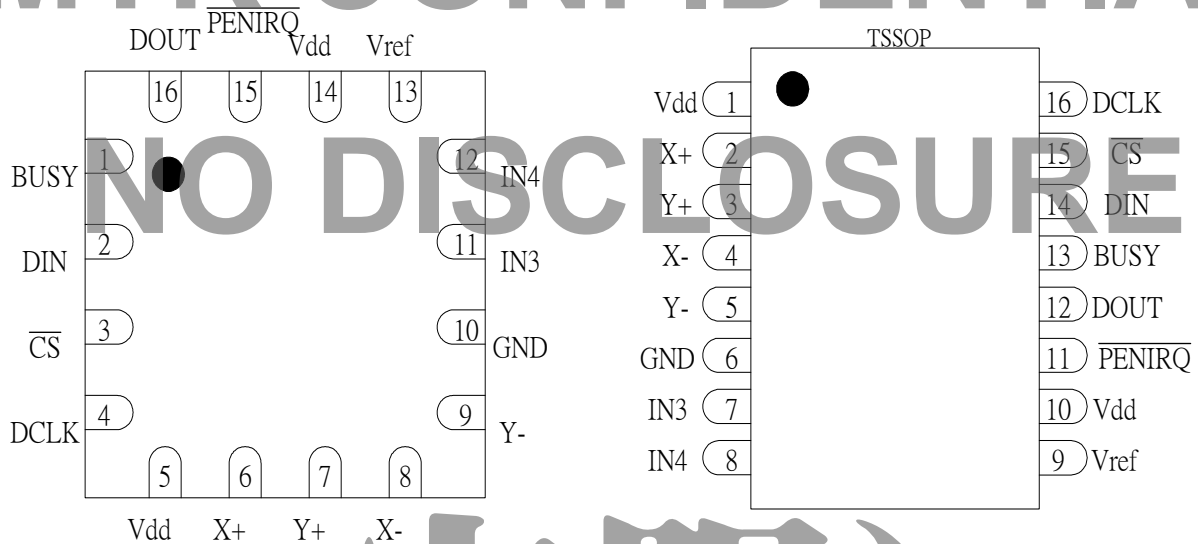 CONFIDENTIA
DOUT PENIRQ Vdd Vref
16 15 14 13
1 BUSY
2 DIN
3 CS
4 DCLK
12 IN4
11 IN3
10 GND
9 Y-
5 6 7 8
Vdd X+ Y+ X-
NO DISCLOSURE
TSSOP
Vdd 1
X+ 2
Y+ 3
X- 4
Y- 5
GND 6
IN3 7
IN4 8
16 DCLK
15 CS
14 DIN
13 BUSY
12 DOUT
11 PENIRQ
10 Vdd
9 Vref